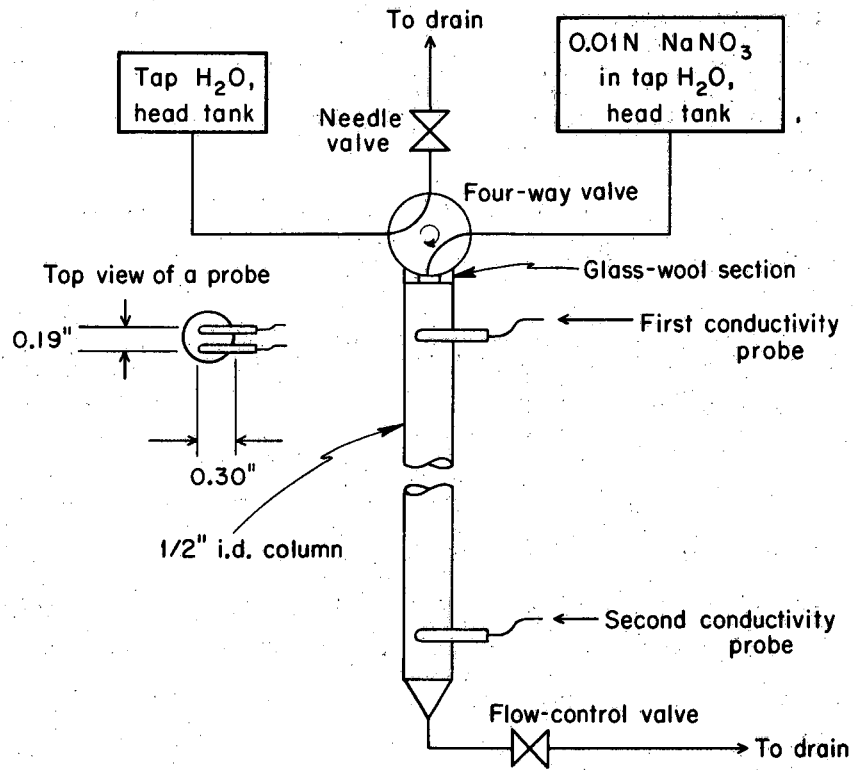 To drain
Tap H₂O,
head tank
0.01N NaNO₃
in tap H₂O,
head tank
Needle
valve
Four-way valve
Glass-wool section
Top view of a probe
0.19"
0.30"
First conductivity
probe
1/2" i.d. column
Second conductivity
probe
Flow-control valve
To drain